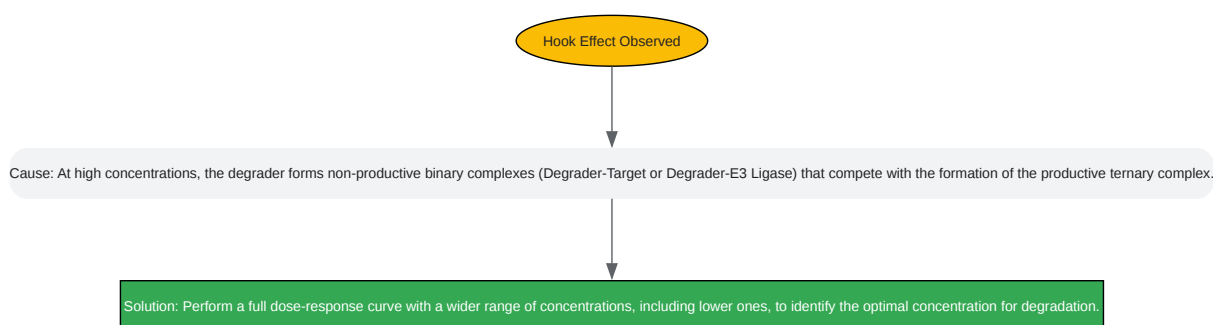 Hook Effect Observed
Cause: At high concentrations, the degrader forms non-productive binary complexes (Degrader-Target or Degrader-E3 Ligase) that compete with the formation of the productive ternary complex.
Solution: Perform a full dose-response curve with a wider range of concentrations, including lower ones, to identify the optimal concentration for degradation.